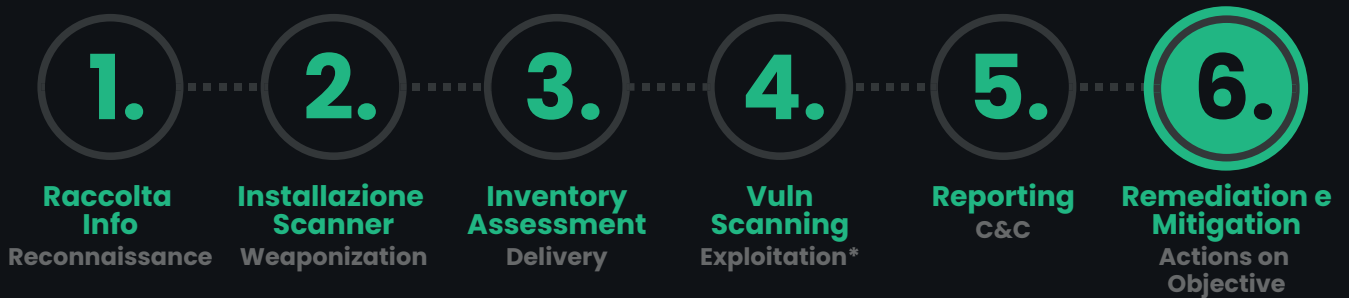 1.
2.
3.
4.
5.
6.
Raccolta
Info
Reconnaissance
Installazione
Scanner
Weaponization
Inventory
Assessment
Delivery
Vuln
Scanning
Exploitation*
Reporting
C&C
Remediation e
Mitigation
Actions on
Objective